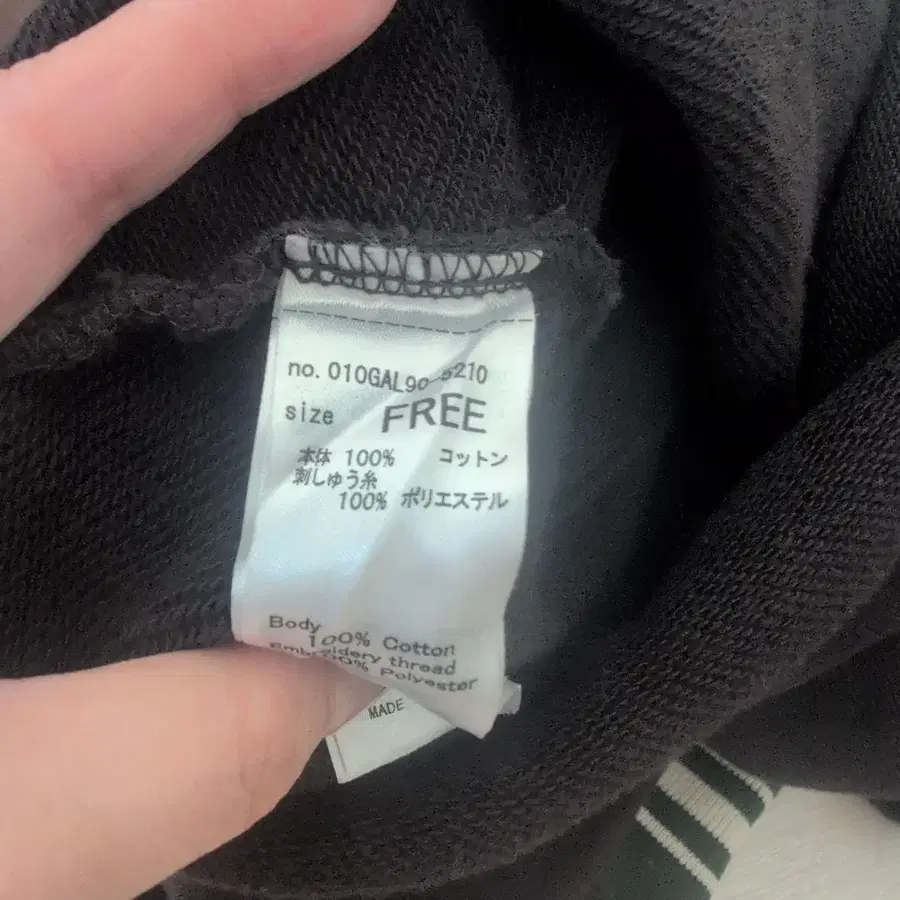 no. 010GAL90-5210
size FREE
本体 100% コットン
刺しゅう糸
100% ポリエステル
Body
100% Cotton
Embroidery thread
100% Polyester
MADE